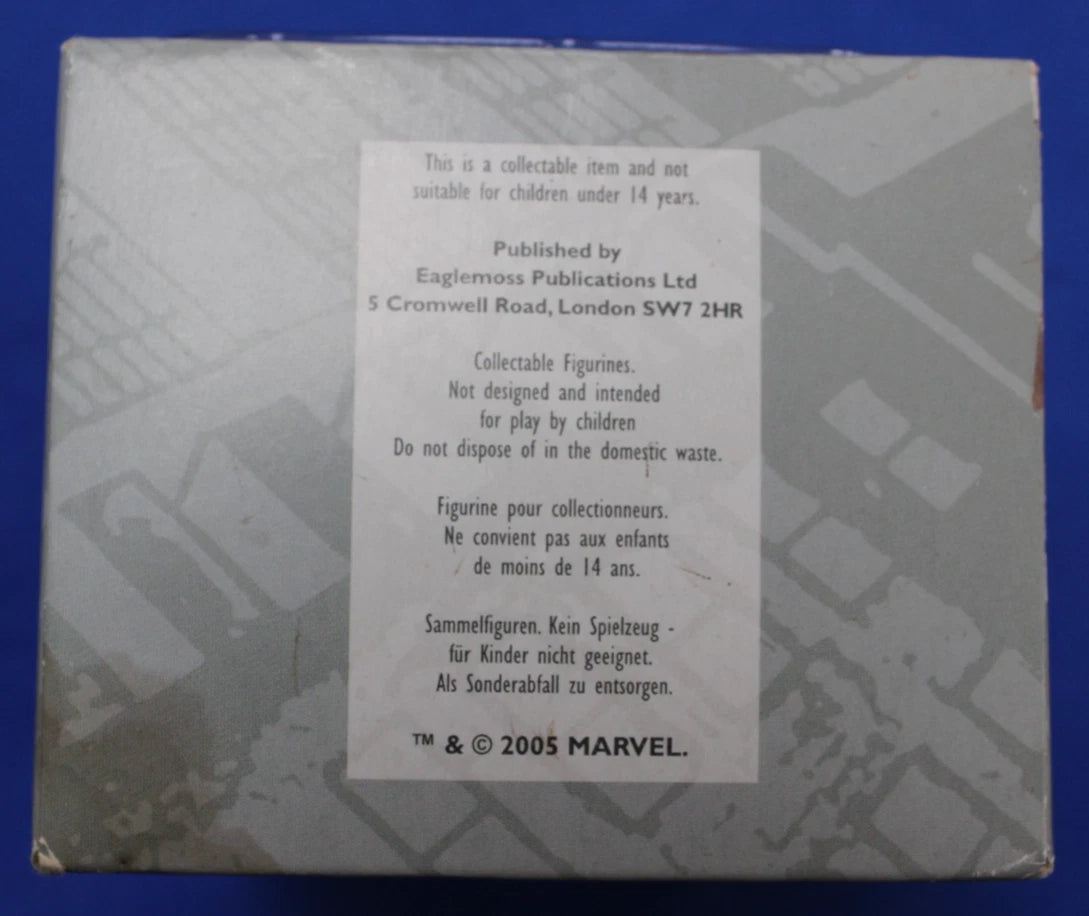 This is a collectable item and not
suitable for children under 14 years.
Published by
Eaglemoss Publications Ltd
5 Cromwell Road, London SW7 2HR
Collectable Figurines.
Not designed and intended
for play by children
Do not dispose of in the domestic waste.
Figurine pour collectionneurs.
Ne convient pas aux enfants
de moins de 14 ans.
Sammelfiguren. Kein Spielzeug -
für Kinder nicht geeignet.
Als Sonderabfall zu entsorgen.
™ & © 2005 MARVEL.